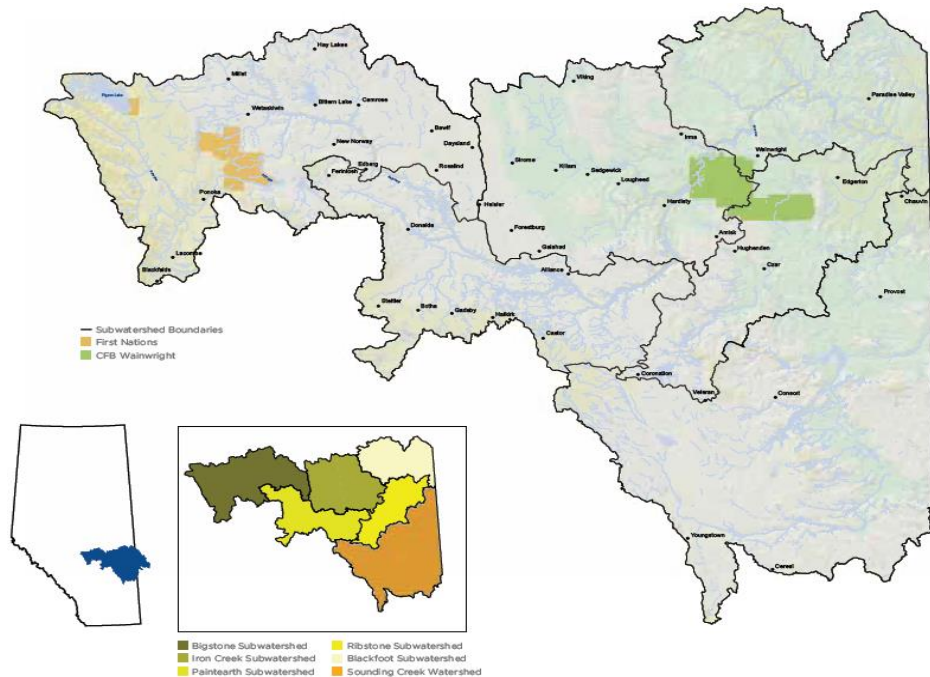 Hay Lakes
Viking
Millet
Pigeon Lake
Paradise Valley
Bittern Lake
Camrose
Wetaskiwin
Bawlf
Irma
New Norway
Daysland
Wainwright
Strome
Killam
Edberg
Rosalind
Sedgewick
Ferintosh
Lougheed
Edgerton
Ponoka
Heisler
Hardisty
Chauvin
Donalda
Forestburg
Amisk
Galahad
Hughenden
Lacombe
Alliance
Czar
Blackfalds
Provost
Stettler
Botha
Gadsby
Halkirk
Subwatershed Boundaries
Castor
First Nations
CFB Wainwright
Coronation
Veteran
Consort
Youngstown
Cereal
Bigstone Subwatershed
Ribstone Subwatershed
Iron Creek Subwatershed
Blackfoot Subwatershed
Paintearth Subwatershed
Sounding Creek Watershed